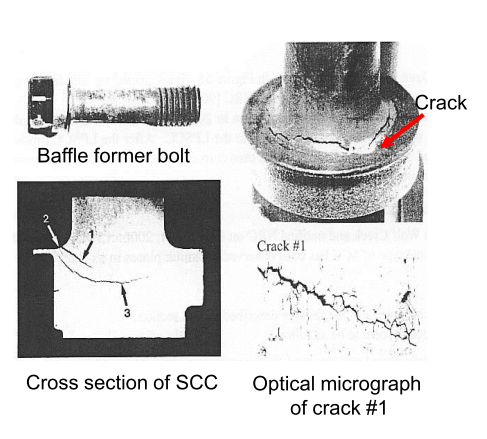 Crack
Baffle former bolt
Crack #1
2
1
3
Cross section of SCC
Optical micrograph
of crack #1